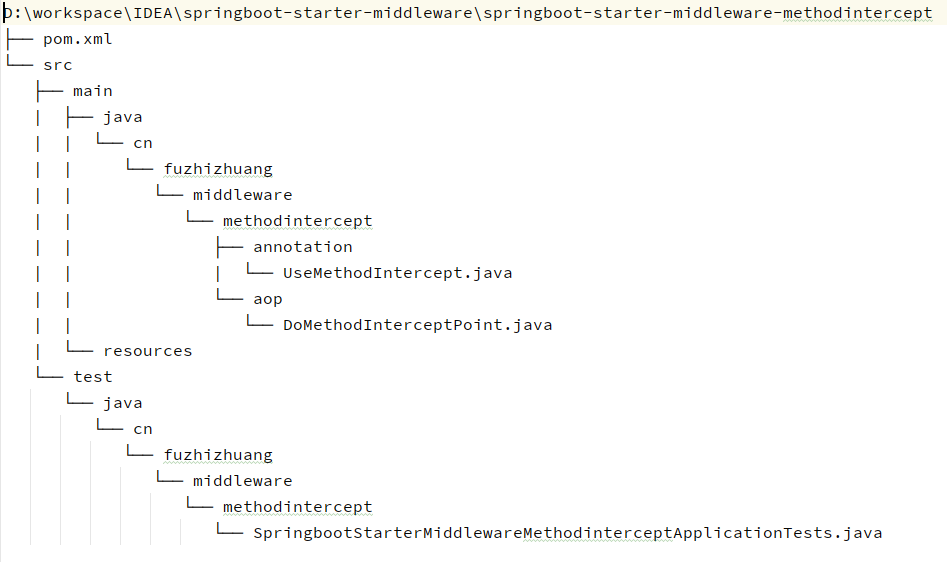 D:\workspace\IDEA\springboot-starter-middleware\springboot-starter-middleware-methodintercept
├── pom.xml
└── src
   ├── main
   |  ├── java
   |  |  └── cn
   |  |     └── fuzhizhuang
   |  |        └── middleware
   |  |           └── methodintercept
   |  |              ├── annotation
   |  |              |  └── UseMethodIntercept.java
   |  |              └── aop
   |  |                 └── DoMethodInterceptPoint.java
   |  └── resources
   └── test
      └── java
         └── cn
            └── fuzhizhuang
               └── middleware
                  └── methodintercept
                     └── SpringbootStarterMiddlewareMethodinterceptApplicationTests.java